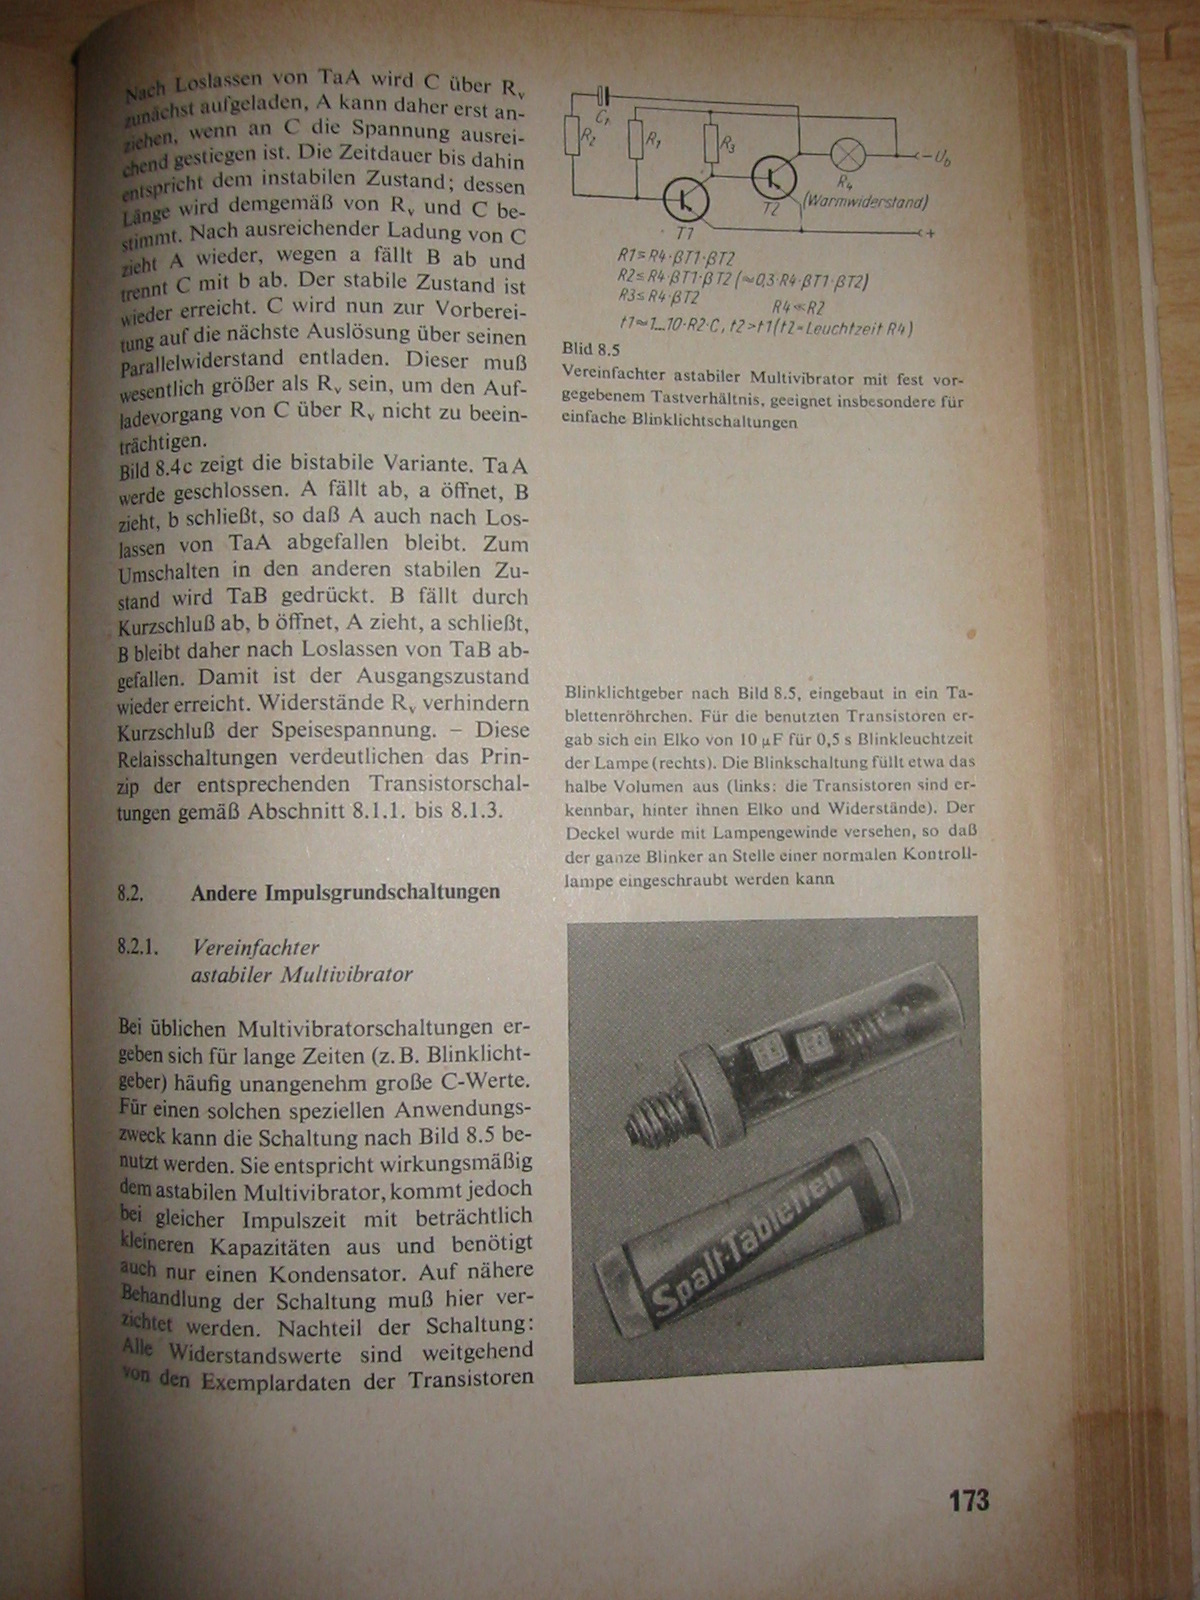 Nach Loslassen von TaA wird C über Rv
zunächst aufgeladen, A kann daher erst an-
ziehen, wenn an C die Spannung ausrei-
chend gestiegen ist. Die Zeitdauer bis dahin
entspricht dem instabilen Zustand; dessen
Länge wird demgemäß von Rv und C be-
stimmt. Nach ausreichender Ladung von C
zieht A wieder, wegen a fällt B ab und
trennt C mit b ab. Der stabile Zustand ist
wieder erreicht. C wird nun zur Vorberei-
tung auf die nächste Auslösung über seinen
Parallelwiderstand entladen. Dieser muß
wesentlich größer als Rv sein, um den Auf-
ladevorgang von C über Rv nicht zu beein-
trächtigen.
Bild 8.4c zeigt die bistabile Variante. TaA
werde geschlossen. A fällt ab, a öffnet, B
zieht, b schließt, so daß A auch nach Los-
lassen von TaA abgefallen bleibt. Zum
Umschalten in den anderen stabilen Zu-
stand wird TaB gedrückt. B fällt durch
Kurzschluß ab, b öffnet, A zieht, a schließt,
B bleibt daher nach Loslassen von TaB ab-
gefallen. Damit ist der Ausgangszustand
wieder erreicht. Widerstände Rv verhindern
Kurzschluß der Speisespannung. – Diese
Relaisschaltungen verdeutlichen das Prin-
zip der entsprechenden Transistorschal-
tungen gemäß Abschnitt 8.1.1. bis 8.1.3.
8.2. Andere Impulsgrundschaltungen
8.2.1. Vereinfachter
astabiler Multivibrator
Bei üblichen Multivibratorschaltungen er-
geben sich für lange Zeiten (z. B. Blinklicht-
geber) häufig unangenehm große C-Werte.
Für einen solchen speziellen Anwendungs-
zweck kann die Schaltung nach Bild 8.5 be-
nutzt werden. Sie entspricht wirkungsmäßig
dem astabilen Multivibrator, kommt jedoch
bei gleicher Impulszeit mit beträchtlich
kleineren Kapazitäten aus und benötigt
auch nur einen Kondensator. Auf nähere
Behandlung der Schaltung muß hier ver-
zichtet werden. Nachteil der Schaltung:
Alle Widerstandswerte sind weitgehend
von den Exemplardaten der Transistoren
R2
R1
R3
T1
T2
R4
(Warmwiderstand)
-Ub
+
R1≦R4·βT1·βT2
R2≤R4·βT1·βT2 (≈0,3·R4·βT1·βT2)
R3≤R4·βT2 R4≪R2
t1≈1...10·R2·C, t2>t1 (t2=Leuchtzeit R4)
Blid 8.5
Vereinfachter astabiler Multivibrator mit fest vor-
gegebenem Tastverhältnis, geeignet insbesondere für
einfache Blinklichtschaltungen
Blinklichtgeber nach Bild 8.5, eingebaut in ein Ta-
blettenröhrchen. Für die benutzten Transistoren er-
gab sich ein Elko von 10 µF für 0,5 s Blinkleuchtzeit
der Lampe (rechts). Die Blinkschaltung füllt etwa das
halbe Volumen aus (links: die Transistoren sind er-
kennbar, hinter ihnen Elko und Widerstände). Der
Deckel wurde mit Lampengewinde versehen, so daß
der ganze Blinker an Stelle einer normalen Kontroll-
lampe eingeschraubt werden kann
Spalt-Tabletten
173